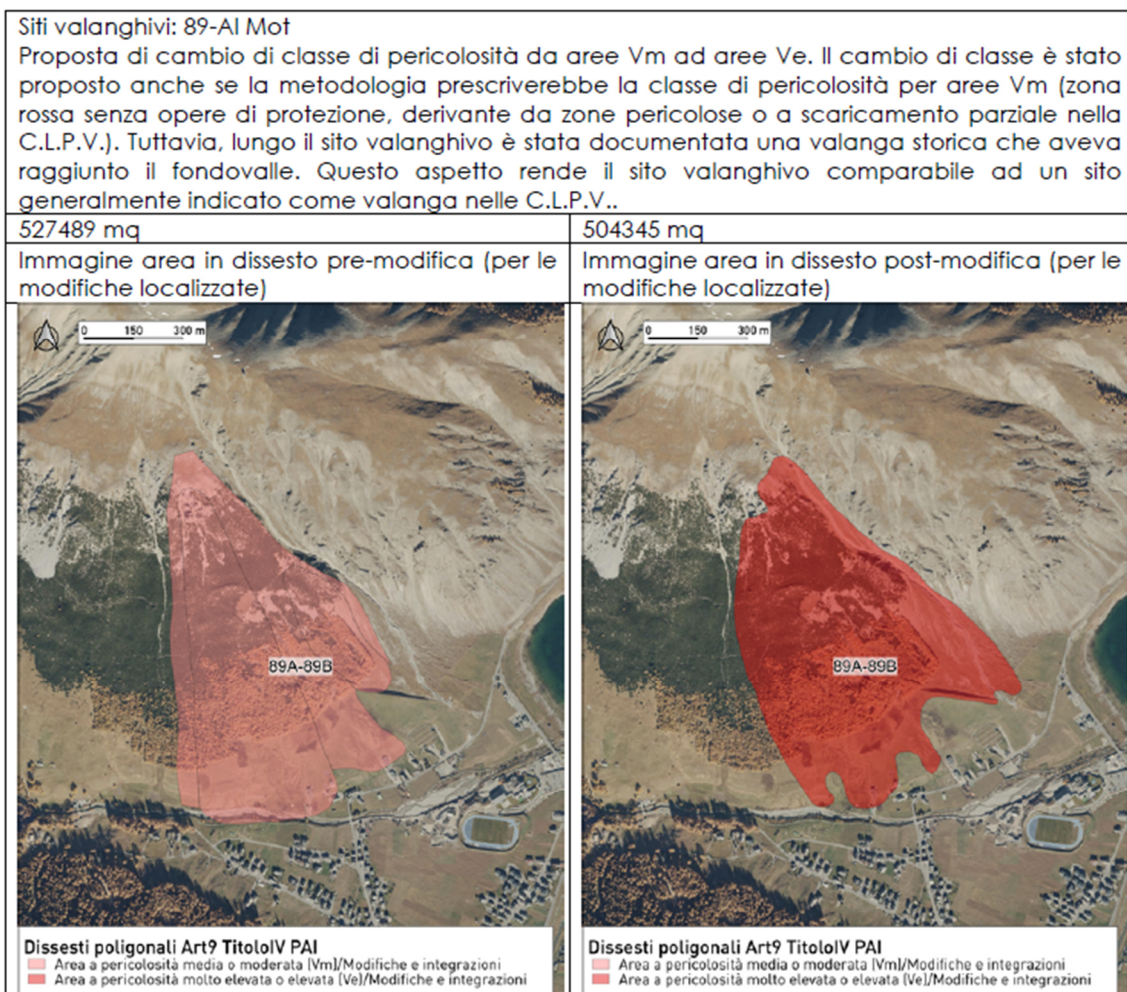 Siti valanghivi: 89-Al Mot
Proposta di cambio di classe di pericolosità da aree Vm ad aree Ve. Il cambio di classe è stato
proposto anche se la metodologia prescriverebbe la classe di pericolosità per aree Vm (zona
rossa senza opere di protezione, derivante da zone pericolose o a scaricamento parziale nella
C.L.P.V.). Tuttavia, lungo il sito valanghivo è stata documentata una valanga storica che aveva
raggiunto il fondovalle. Questo aspetto rende il sito valanghivo comparabile ad un sito
generalmente indicato come valanga nelle C.L.P.V..
527489 mq
504345 mq
Immagine area in dissesto pre-modifica (per le
modifiche localizzate)
Immagine area in dissesto post-modifica (per le
modifiche localizzate)
0 150 300 m
89A-89B
Dissesti poligonali Art9 TitoloIV PAI
Area a pericolosità media o moderata (Vm)/Modifiche e integrazioni
Area a pericolosità molto elevata o elevata (Ve)/Modifiche e integrazioni
0 150 300 m
89A-89B
Dissesti poligonali Art9 TitoloIV PAI
Area a pericolosità media o moderata (Vm)/Modifiche e integrazioni
Area a pericolosità molto elevata o elevata (Ve)/Modifiche e integrazioni